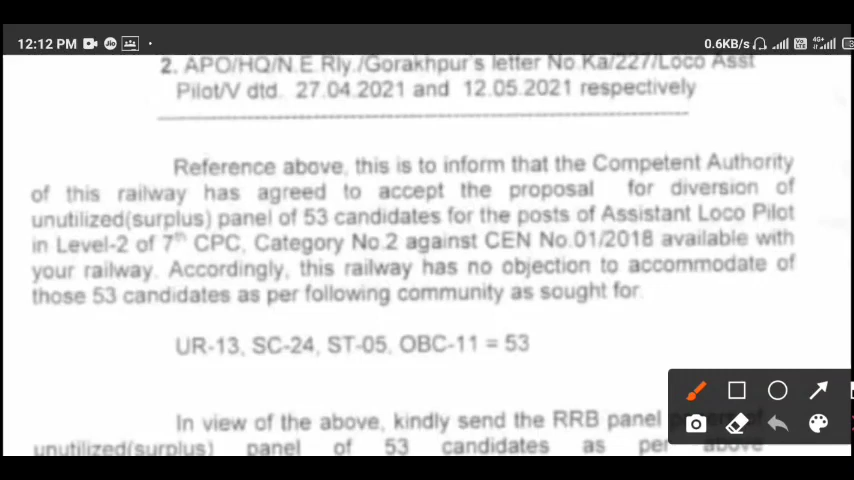 12:12 PM
0.6KB/s
2. APO/HQ/N.E.Rly./Gorakhpur's letter No.Ka/227/Loco Asst
Pilot/V dtd. 27.04.2021 and 12.05.2021 respectively
Reference above, this is to inform that the Competent Authority
of this railway has agreed to accept the proposal for diversion of
unutilized(surplus) panel of 53 candidates for the posts of Assistant Loco Pilot
in Level-2 of 7th CPC, Category No.2 against CEN No.01/2018 available with
your railway. Accordingly, this railway has no objection to accommodate of
those 53 candidates as per following community as sought for.
UR-13, SC-24, ST-05, OBC-11 = 53
In view of the above, kindly send the RRB panel of
unutilized(surplus) panel of 53 candidates as per above